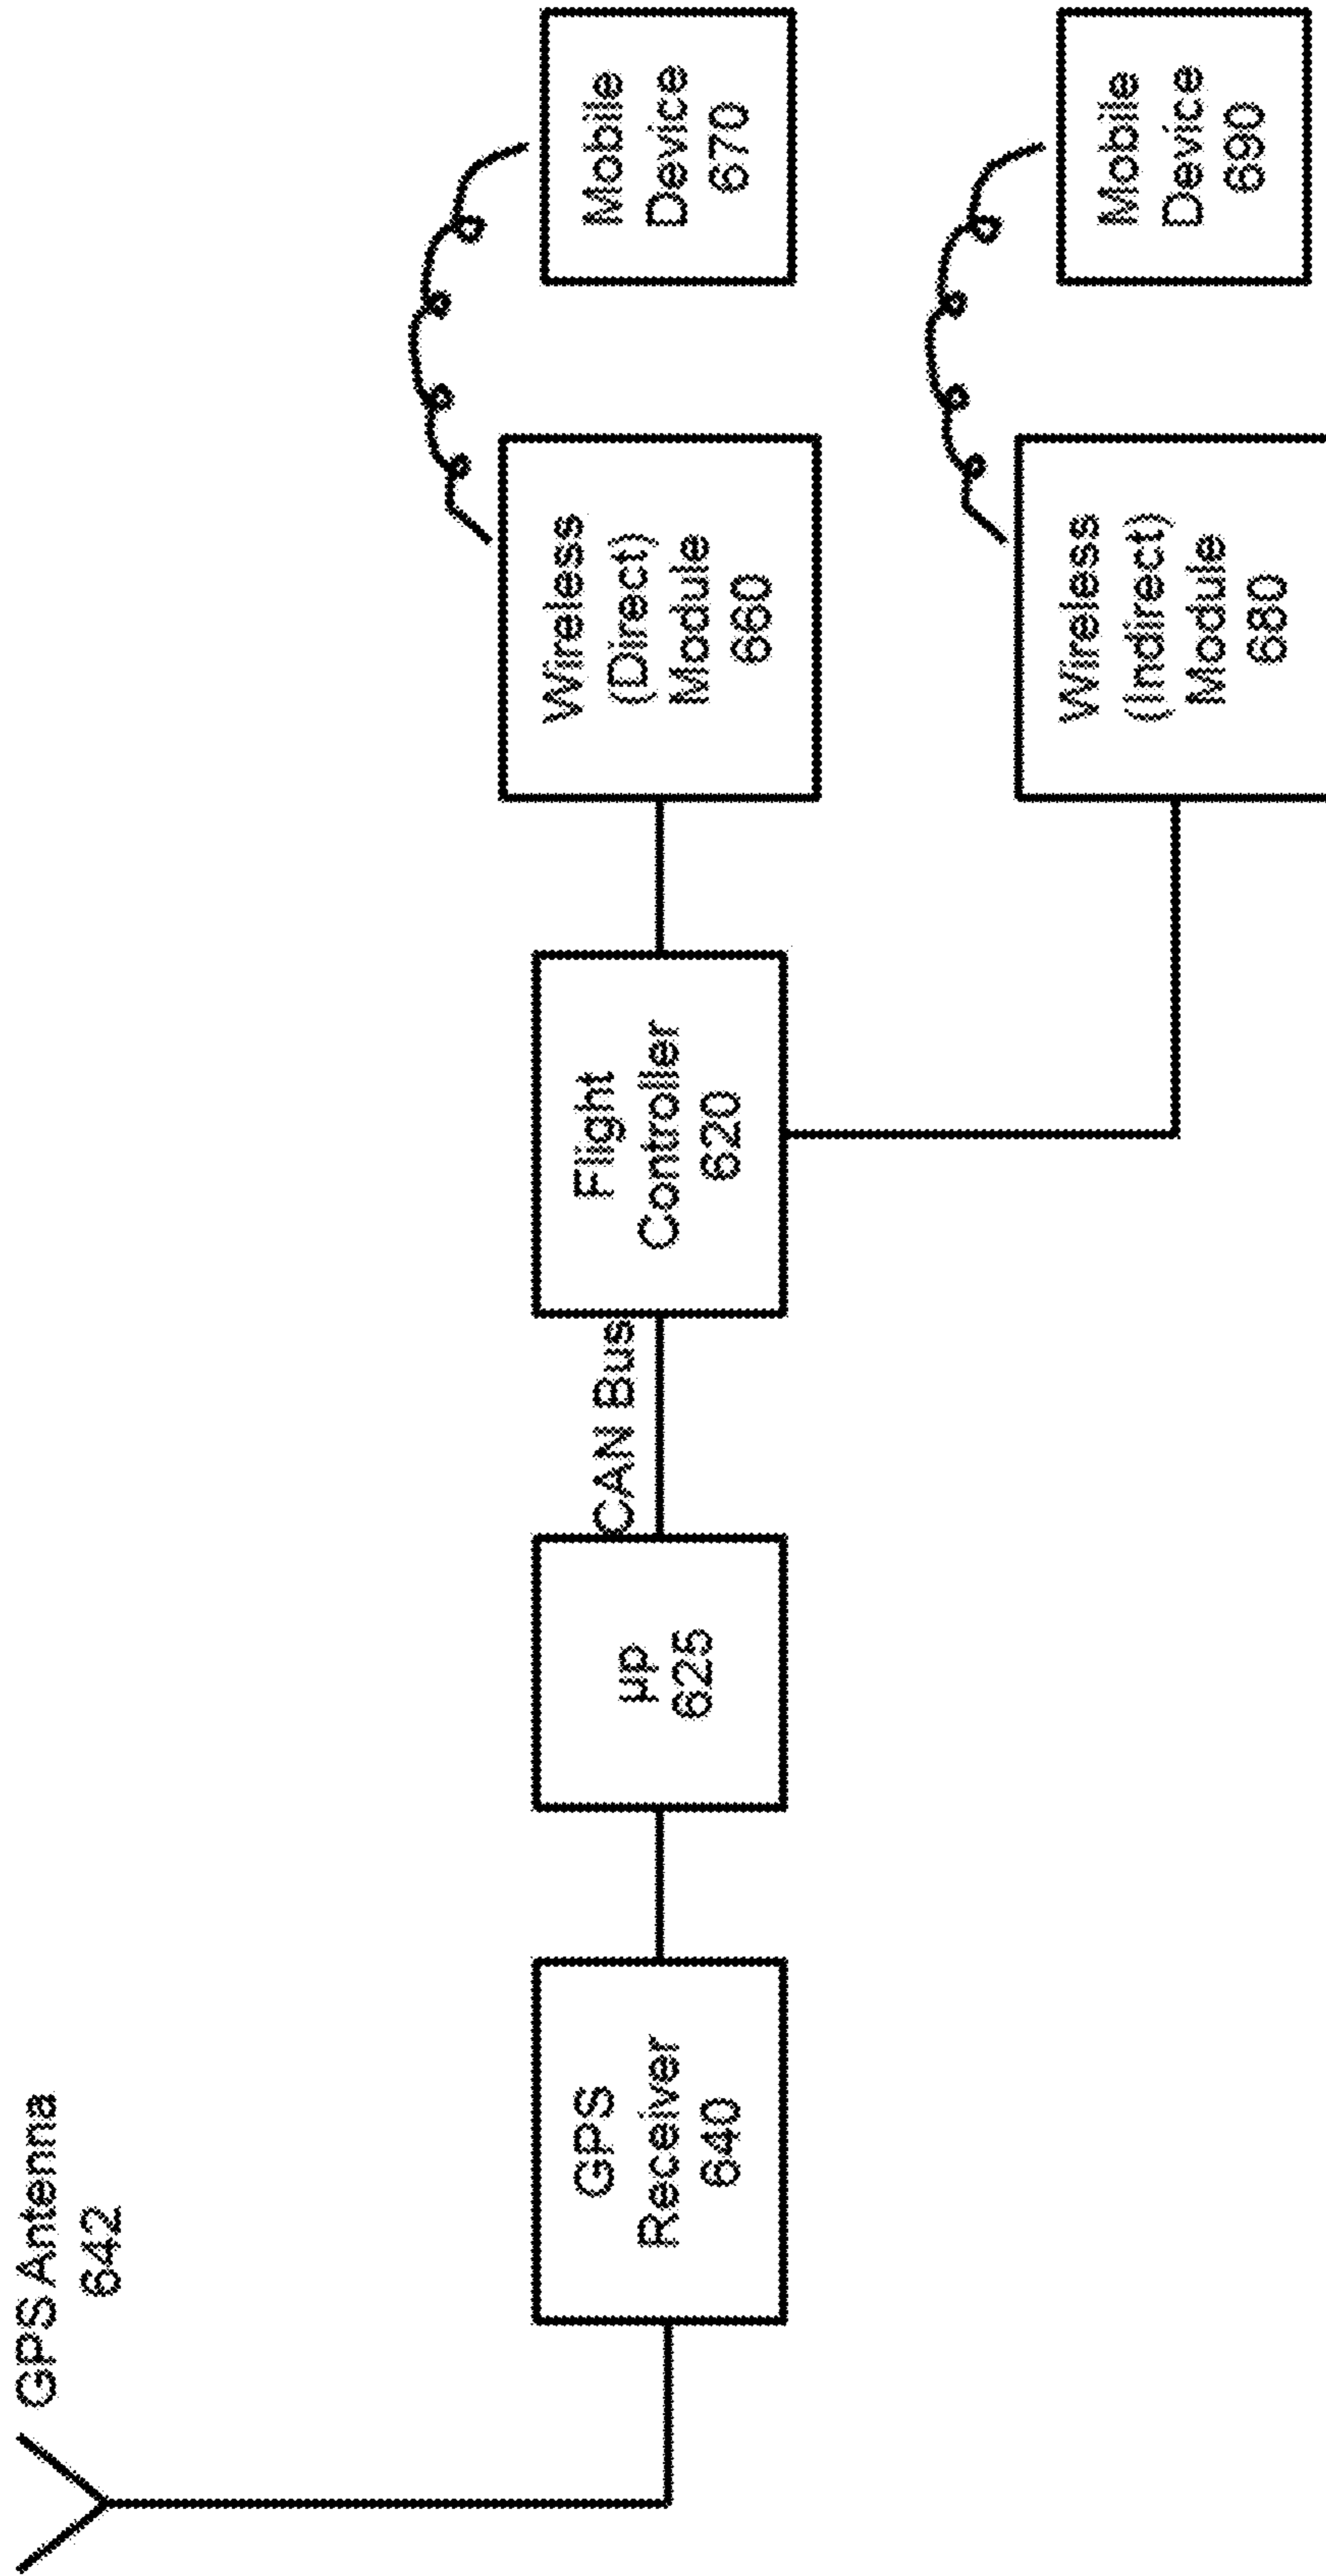 GPS Antenna
642
GPS
Receiver
640
µp
625
CAN Bus
Flight
Controller
620
Wireless
(Direct)
Module
660
Mobile
Device
670
Wireless
(Indirect)
Module
680
Mobile
Device
690